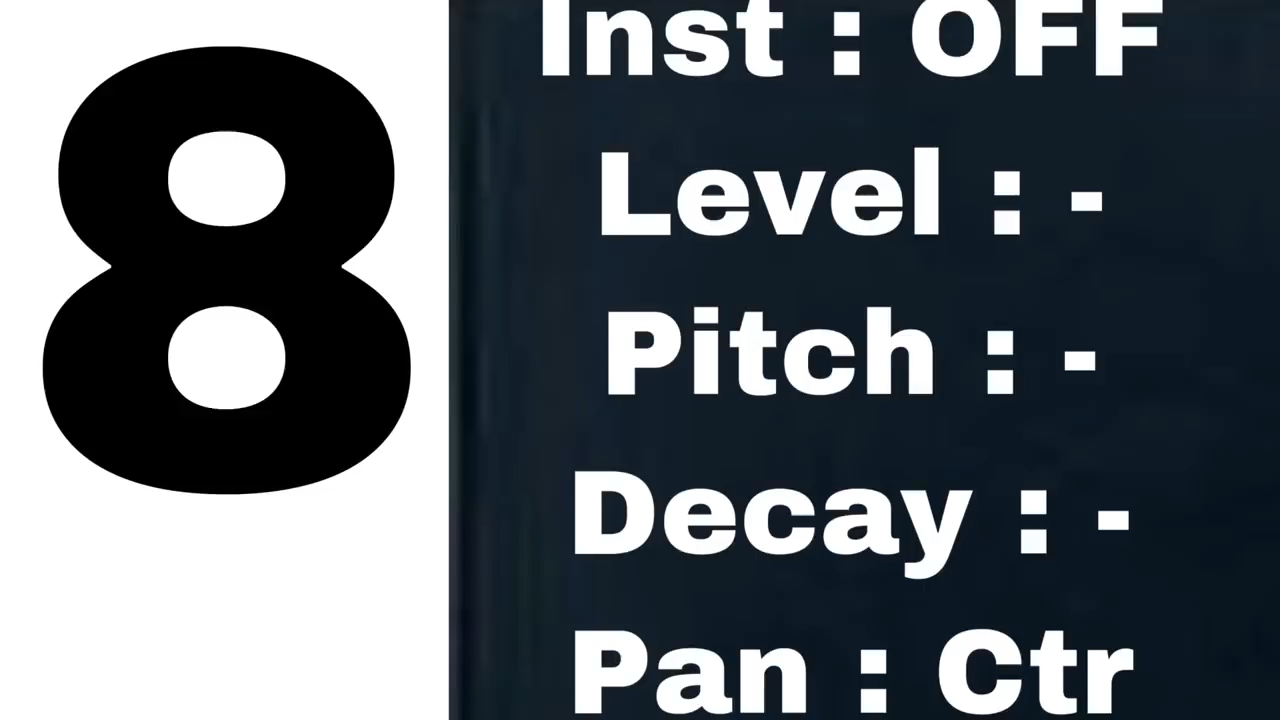 8
Inst : OFF
Level : -
Pitch : -
Decay : -
Pan : Ctr